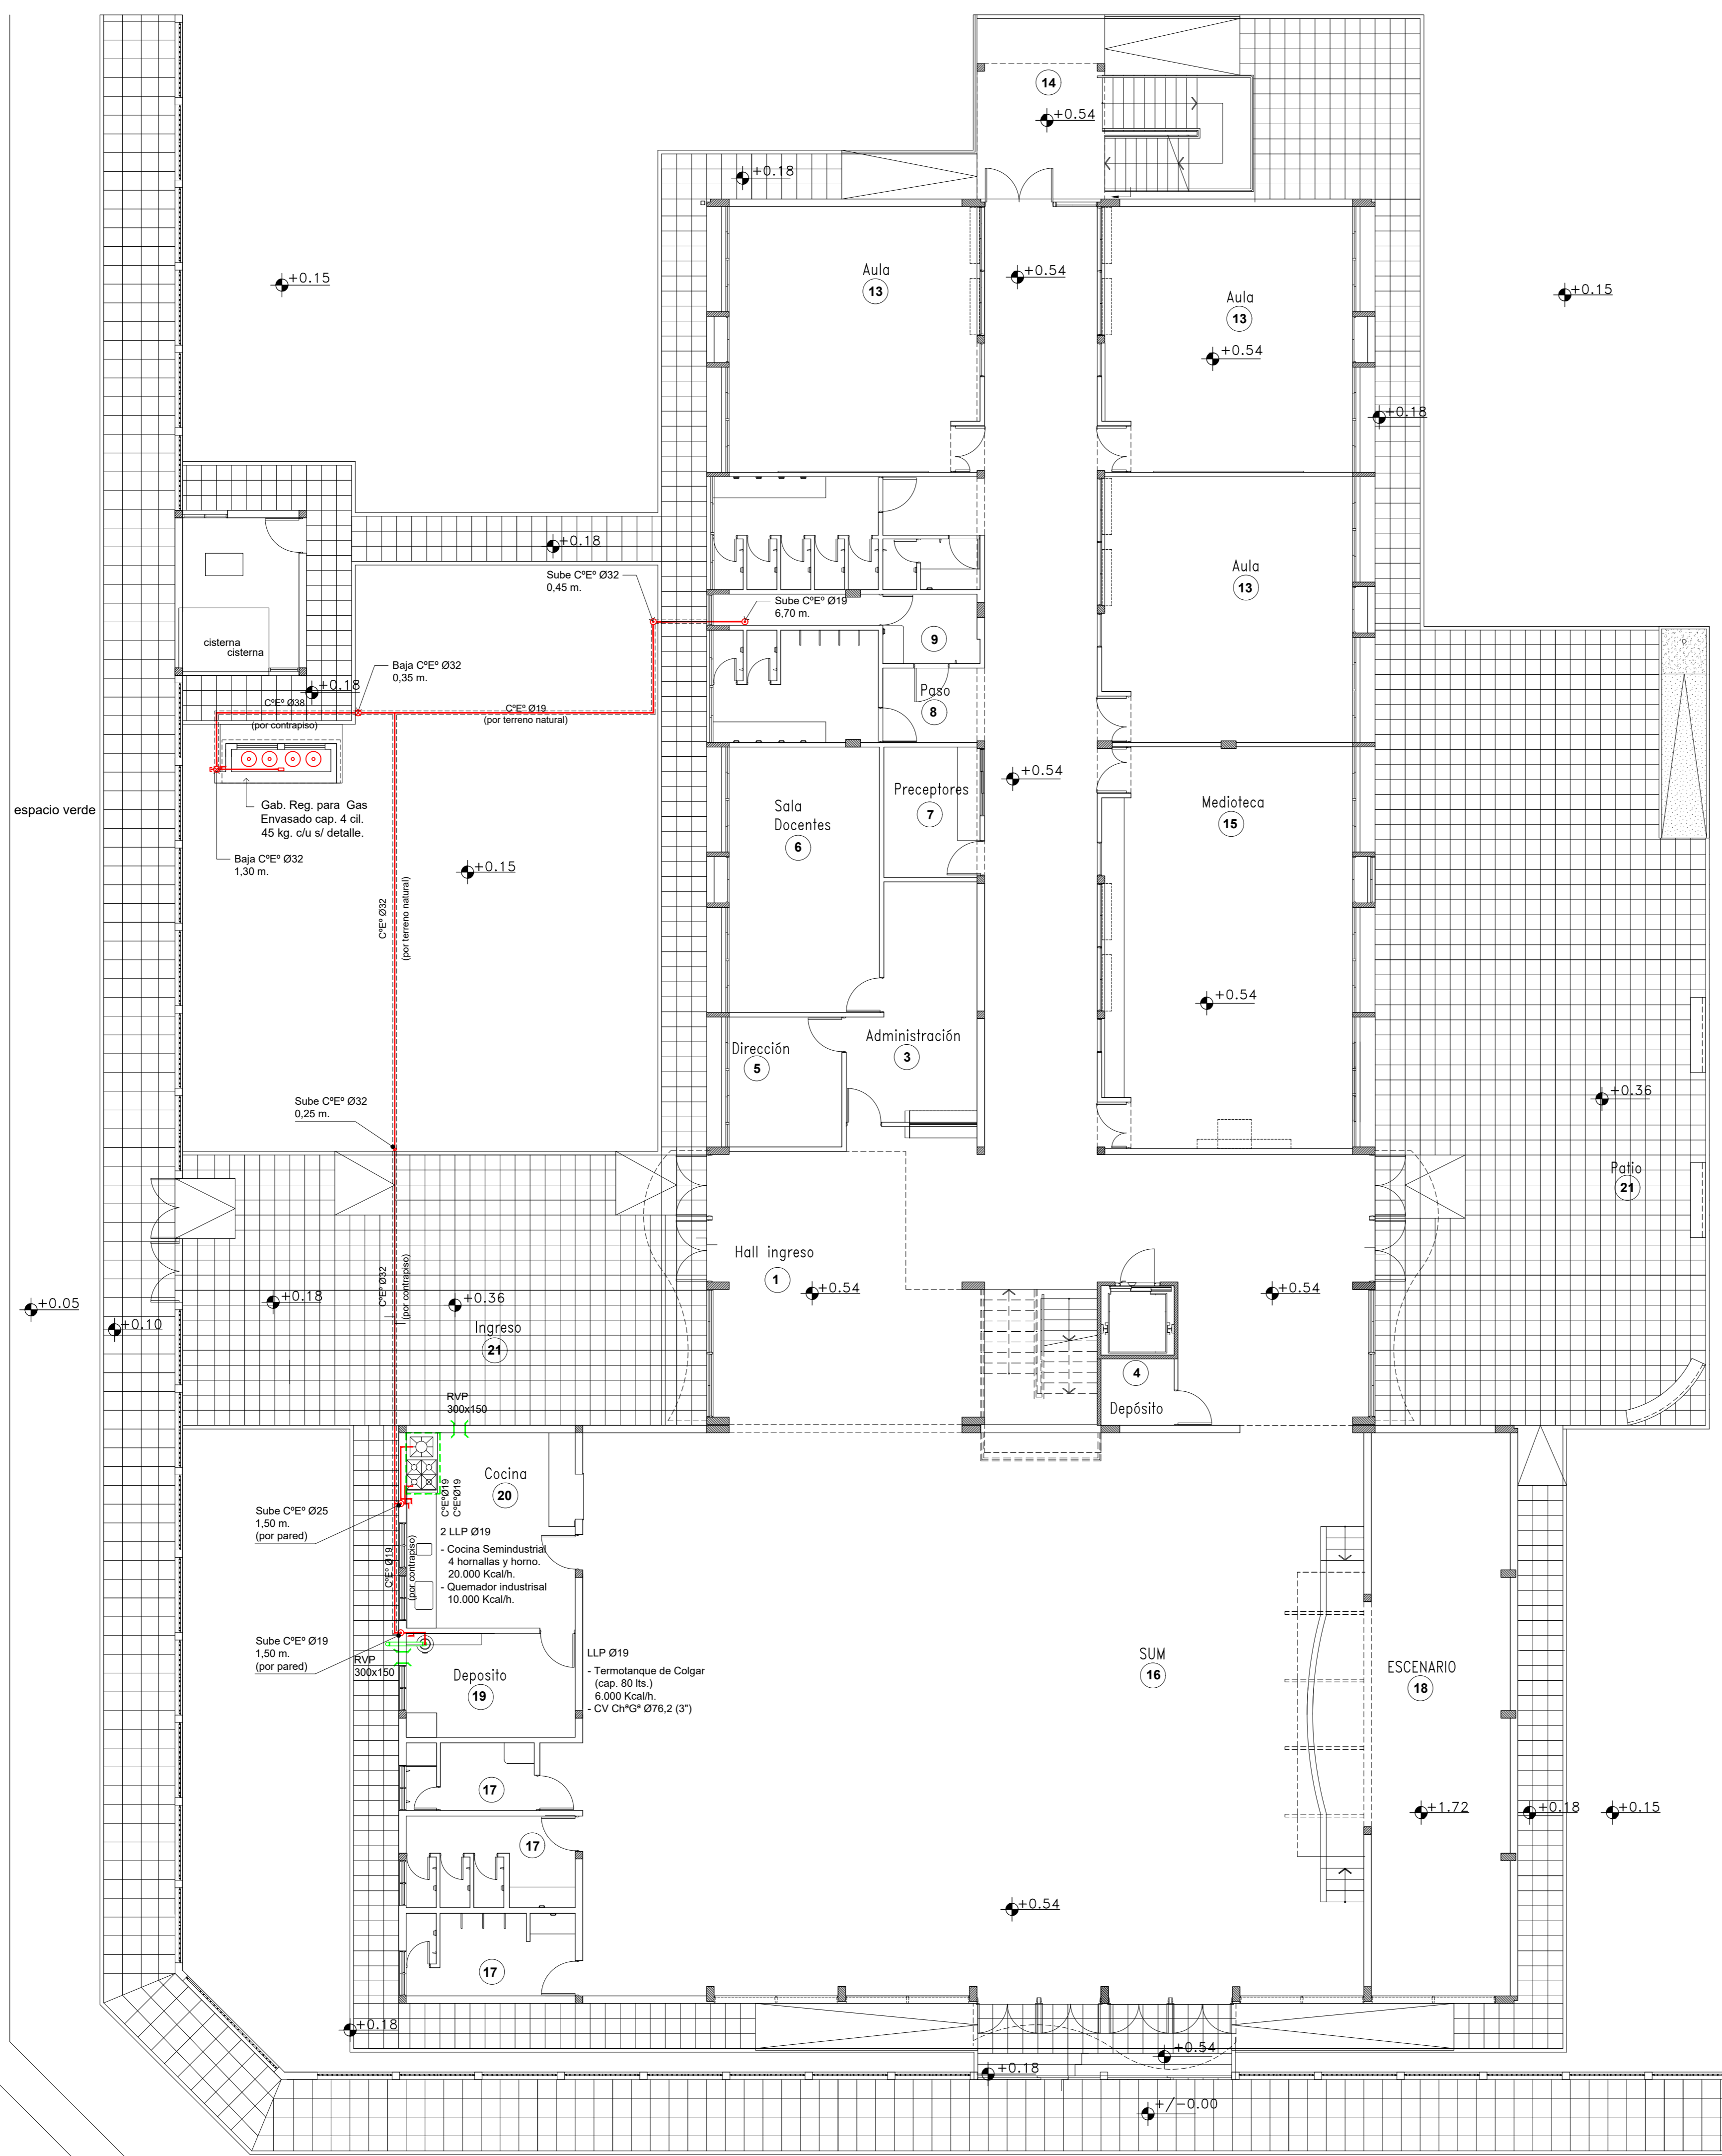 14
+0.54
+0.18
+0.15
Aula
13
+0.54
Aula
13
+0.54
+0.15
+0.18
+0.18
Sube CºEº Ø32
0,45 m.
Sube CºEº Ø19
6,70 m.
Aula
13
9
cisterna
cisterna
Baja CºEº Ø32
0,35 m.
+0.18
CºEº Ø38
(por contrapiso)
CºEº Ø19
(por terreno natural)
Paso
8
P
Gab. Reg. para Gas
Envasado cap. 4 cil.
45 kg. c/u s/ detalle.
Baja CºEº Ø32
1,30 m.
espacio verde
+0.15
CºEº Ø32
(por terreno natural)
Sala
Docentes
6
Preceptores
7
+0.54
Medioteca
15
+0.54
Dirección
5
Administración
3
Sube CºEº Ø32
0,25 m.
+0.36
Patio
21
Hall ingreso
1
+0.54
+0.54
CºEº Ø32
(por contrapiso)
+0.05
+0.10
+0.18
+0.36
Ingreso
21
4
Depósito
RVP
300x150
Cocina
20
CºEºØ19
CºEºØ19
Sube CºEº Ø25
1,50 m.
(por pared)
2 LLP Ø19
- Cocina Semindustrial
4 hornallas y horno.
20.000 Kcal/h.
- Quemador industrisal
10.000 Kcal/h.
CºEº Ø19
(por contrapiso)
Sube CºEº Ø19
1,50 m.
(por pared)
RVP
300x150
Deposito
19
LLP Ø19
- Termotanque de Colgar
(cap. 80 lts.)
6.000 Kcal/h.
- CV ChªGª Ø76,2 (3")
SUM
16
ESCENARIO
18
17
+1.72
+0.18
+0.15
17
+0.54
17
+0.18
+0.54
+0.18
+/-0.00